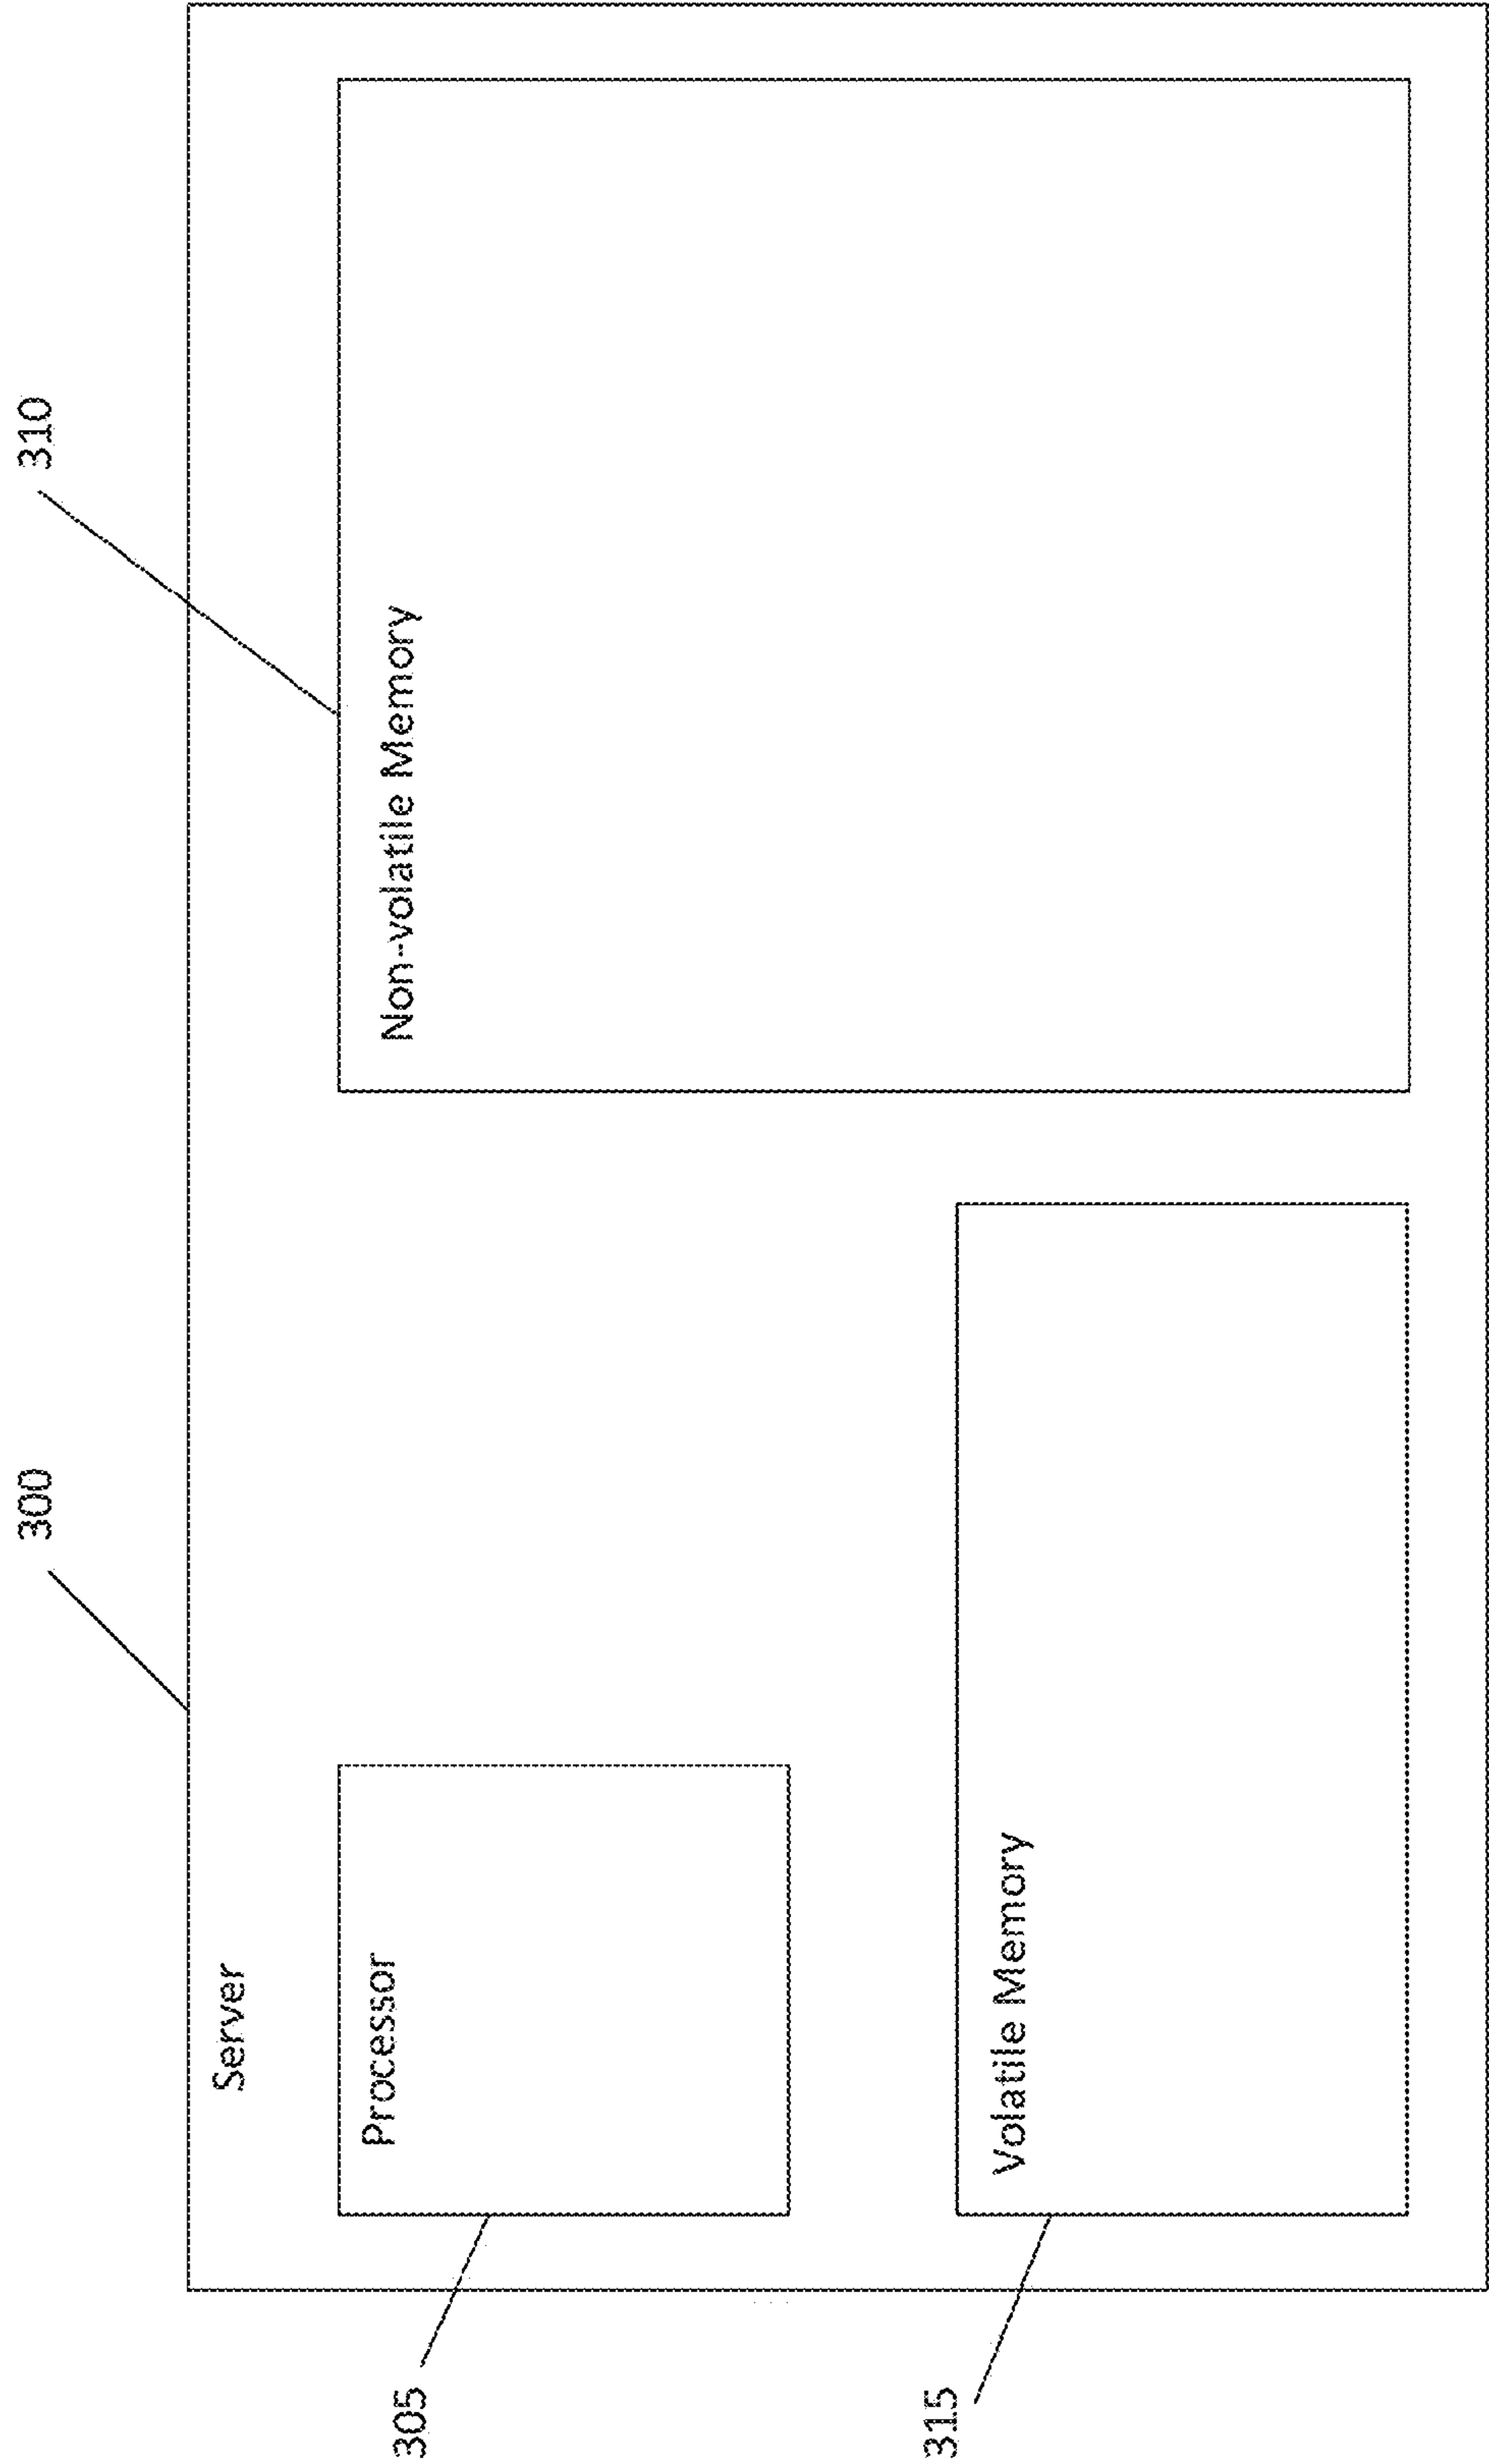 300
310
Server
305
Processor
Non-volatile Memory
315
Volatile Memory